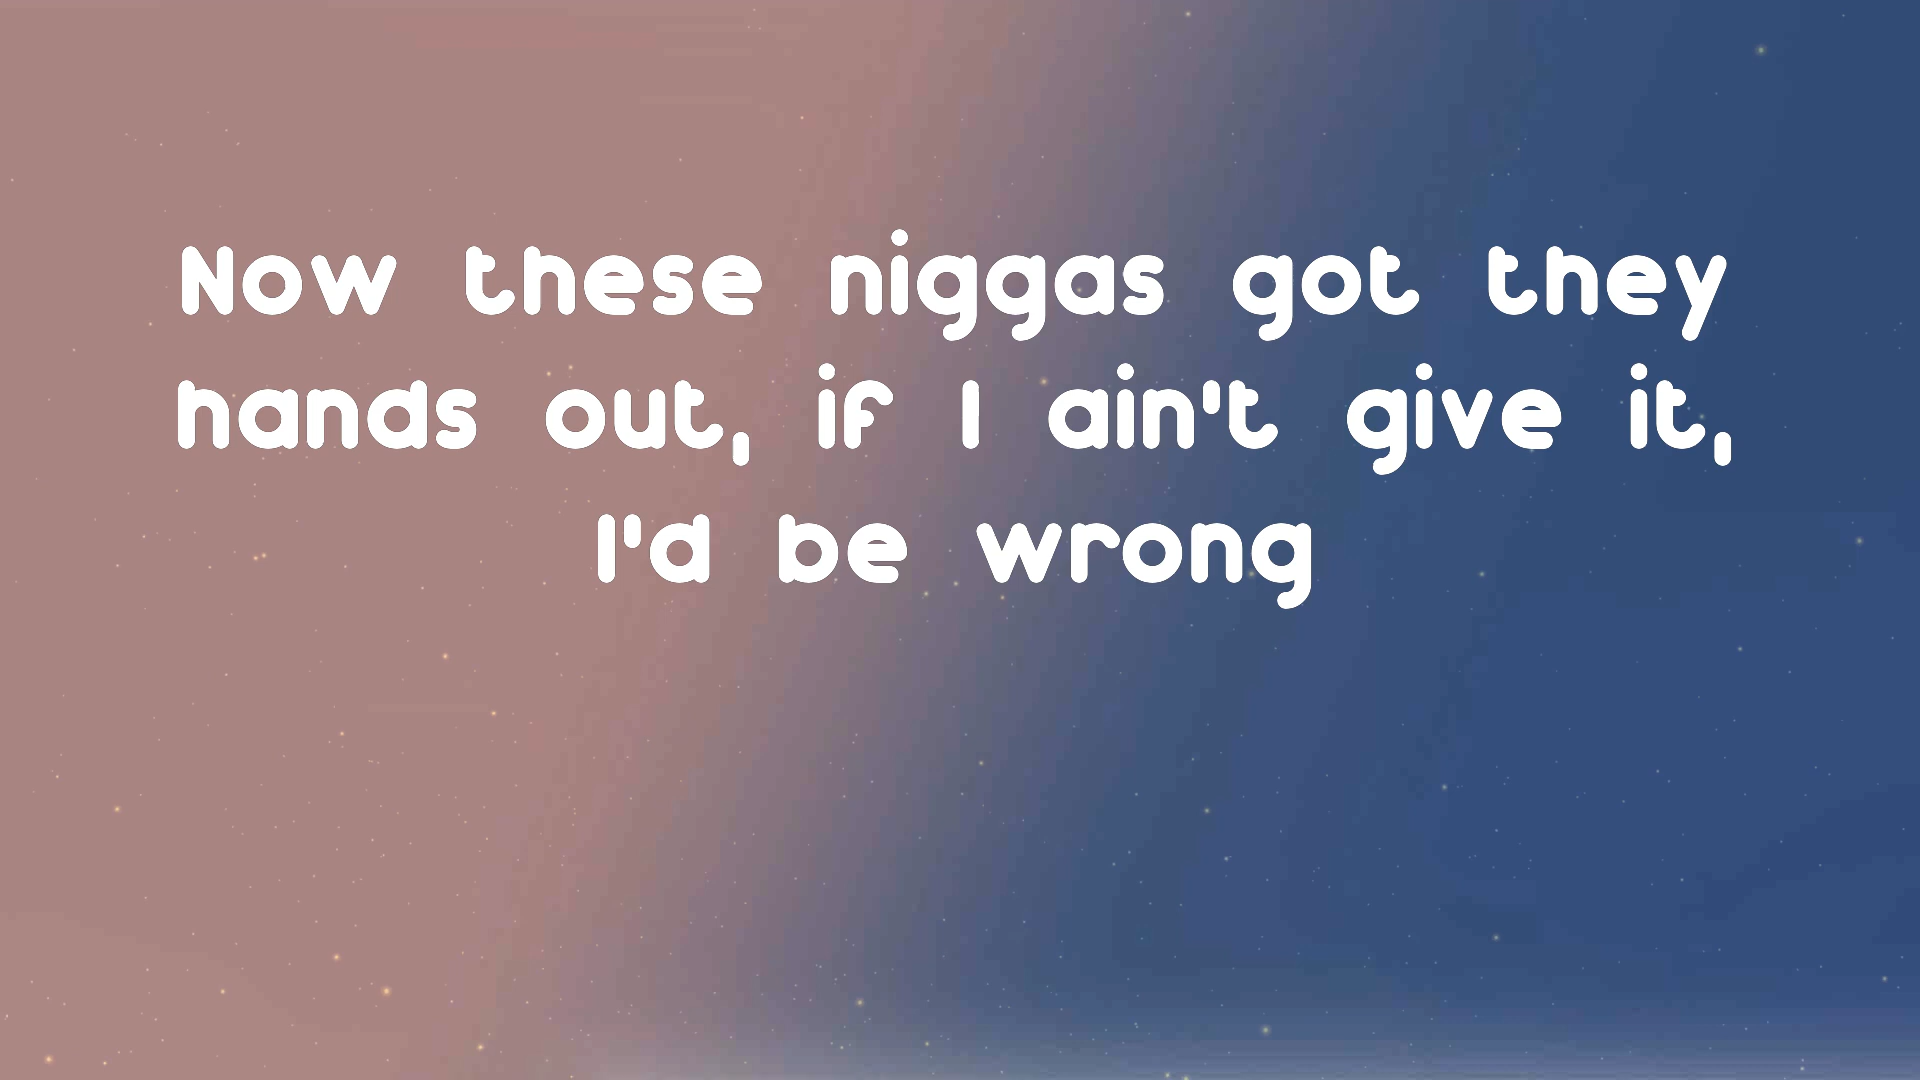 Now these niggas got they
hands out, if I ain't give it,
I'd be wrong